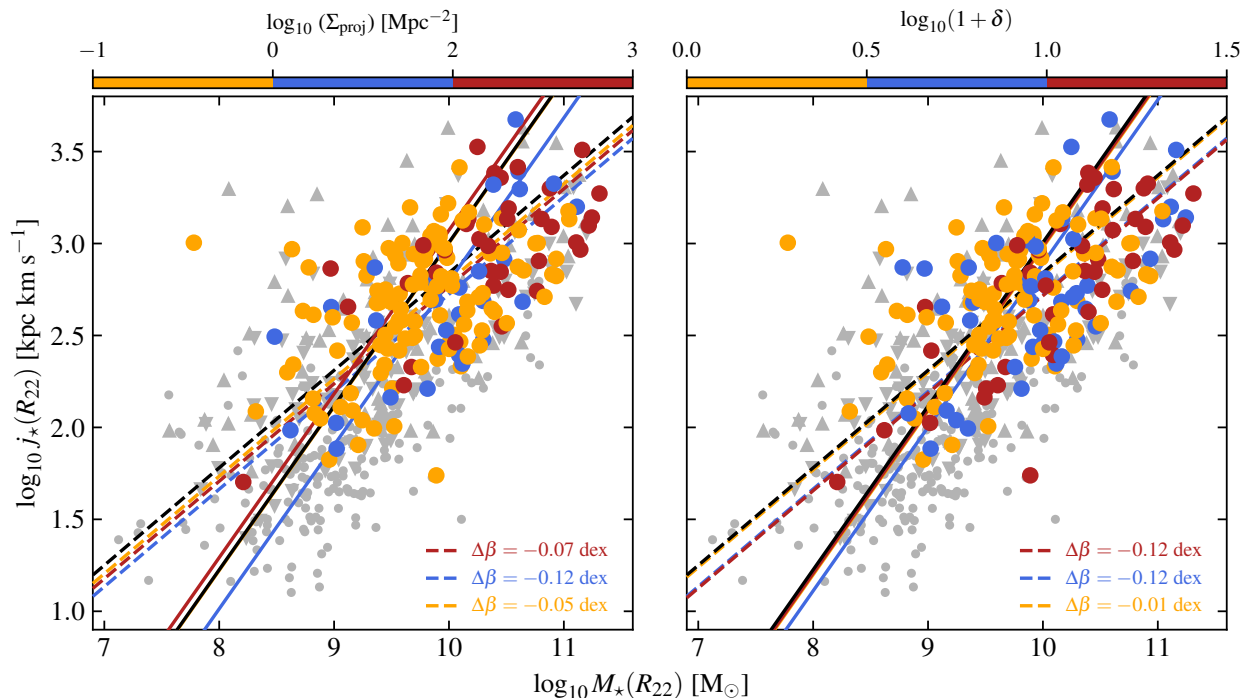 log₁₀ (Σ_proj) [Mpc⁻²]
log₁₀(1 + δ)
−1 0 2 3
0.0 0.5 1.0 1.5
log₁₀ j⋆(R₂₂) [kpc km s⁻¹]
3.5
3.0
2.5
2.0
1.5
1.0
Δβ = −0.07 dex
Δβ = −0.12 dex
Δβ = −0.05 dex
Δβ = −0.12 dex
Δβ = −0.12 dex
Δβ = −0.01 dex
7 8 9 10 11
7 8 9 10 11
log₁₀ M⋆(R₂₂) [M⊙]